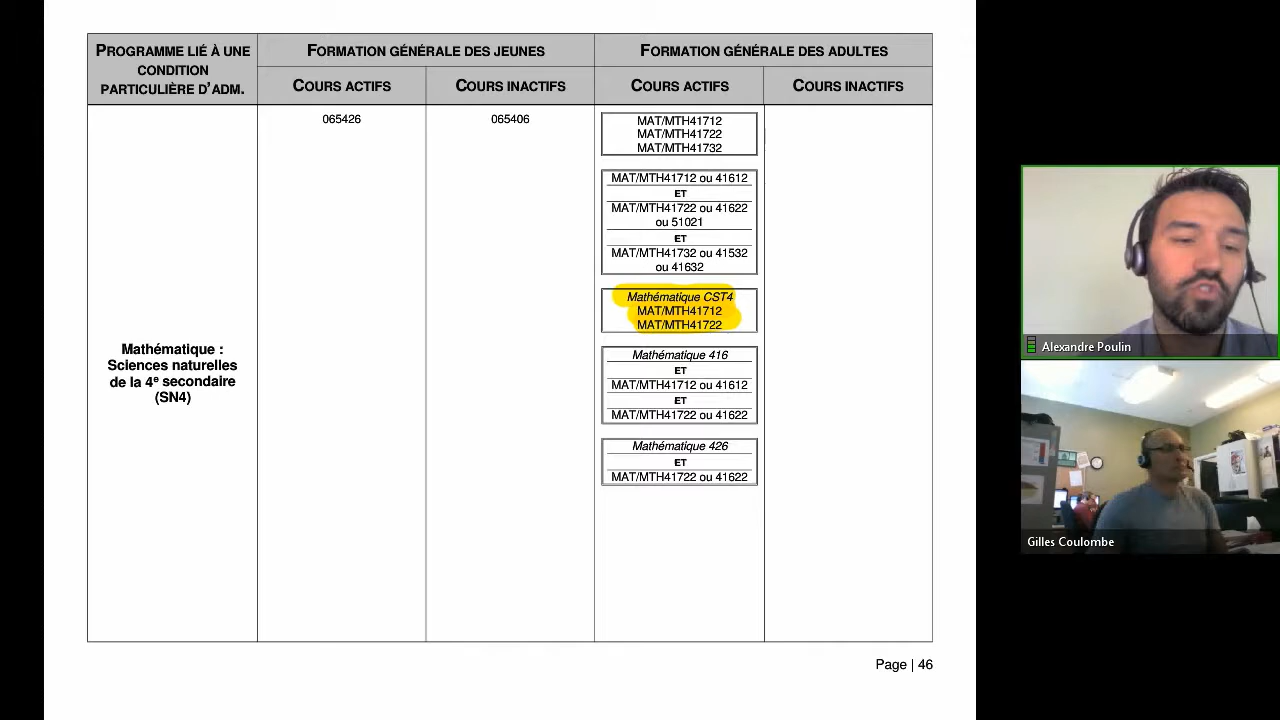 PROGRAMME LIÉ À UNE
CONDITION
PARTICULIÈRE D'ADM.
FORMATION GÉNÉRALE DES JEUNES
FORMATION GÉNÉRALE DES ADULTES
COURS ACTIFS
COURS INACTIFS
COURS ACTIFS
COURS INACTIFS
Mathématique :
Sciences naturelles
de la 4e secondaire
(SN4)
065426
065406
MAT/MTH41712
MAT/MTH41722
MAT/MTH41732
MAT/MTH41712 ou 41612
ET
MAT/MTH41722 ou 41622
ou 51021
ET
MAT/MTH41732 ou 41532
ou 41632
Mathématique CST4
MAT/MTH41712
MAT/MTH41722
Mathématique 416
ET
MAT/MTH41712 ou 41612
ET
MAT/MTH41722 ou 41622
Mathématique 426
ET
MAT/MTH41722 ou 41622
Page | 46
Alexandre Poulin
Gilles Coulombe